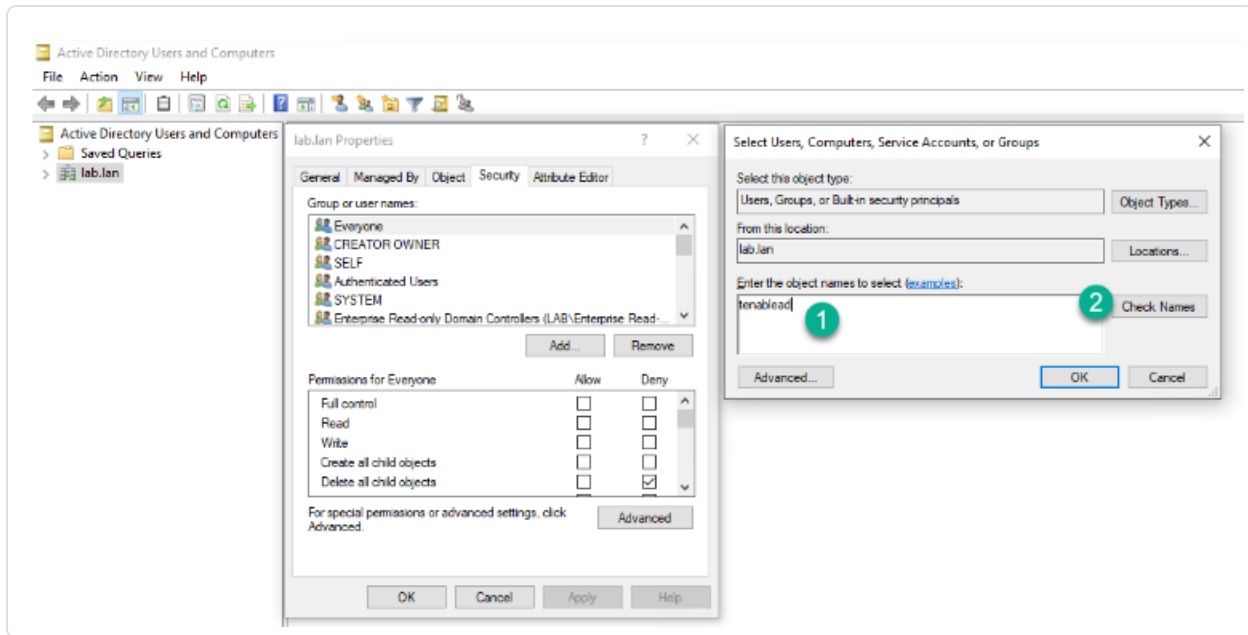 Active Directory Users and Computers
File Action View Help
Active Directory Users and Computers
Saved Queries
lab.lan
lab.lan Properties
General Managed By Object Security Attribute Editor
Group or user names:
Everyone
CREATOR OWNER
SELF
Authenticated Users
SYSTEM
Enterprise Read-only Domain Controllers (LAB\Enterprise Read-...
Add... Remove
Permissions for Everyone Allow Deny
Full control
Read
Write
Create all child objects
Delete all child objects
For special permissions or advanced settings, click
Advanced.
Advanced
OK Cancel Apply Help
Select Users, Computers, Service Accounts, or Groups
Select this object type:
Users, Groups, or Built-in security principals Object Types...
From this location:
lab.lan Locations...
Enter the object names to select (examples):
tenablead 1 2 Check Names
Advanced... OK Cancel